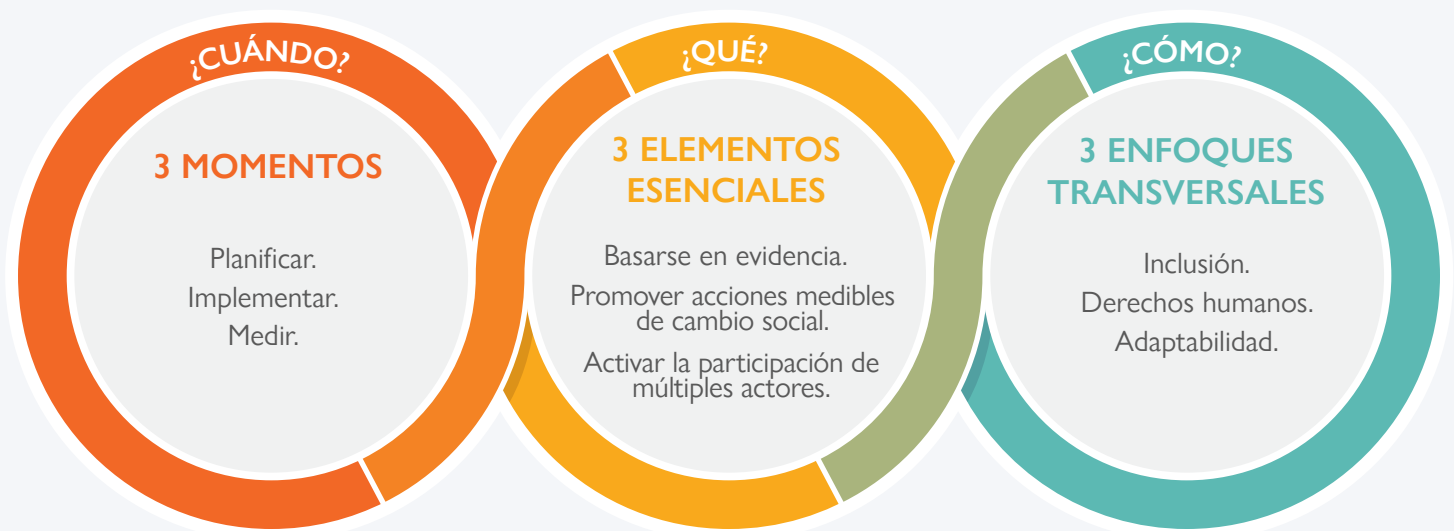 ¿CUÁNDO?
3 MOMENTOS
Planificar.
Implementar.
Medir.
¿QUÉ?
3 ELEMENTOS
ESENCIALES
Basarse en evidencia.
Promover acciones medibles
de cambio social.
Activar la participación de
múltiples actores.
¿CÓMO?
3 ENFOQUES
TRANSVERSALES
Inclusión.
Derechos humanos.
Adaptabilidad.